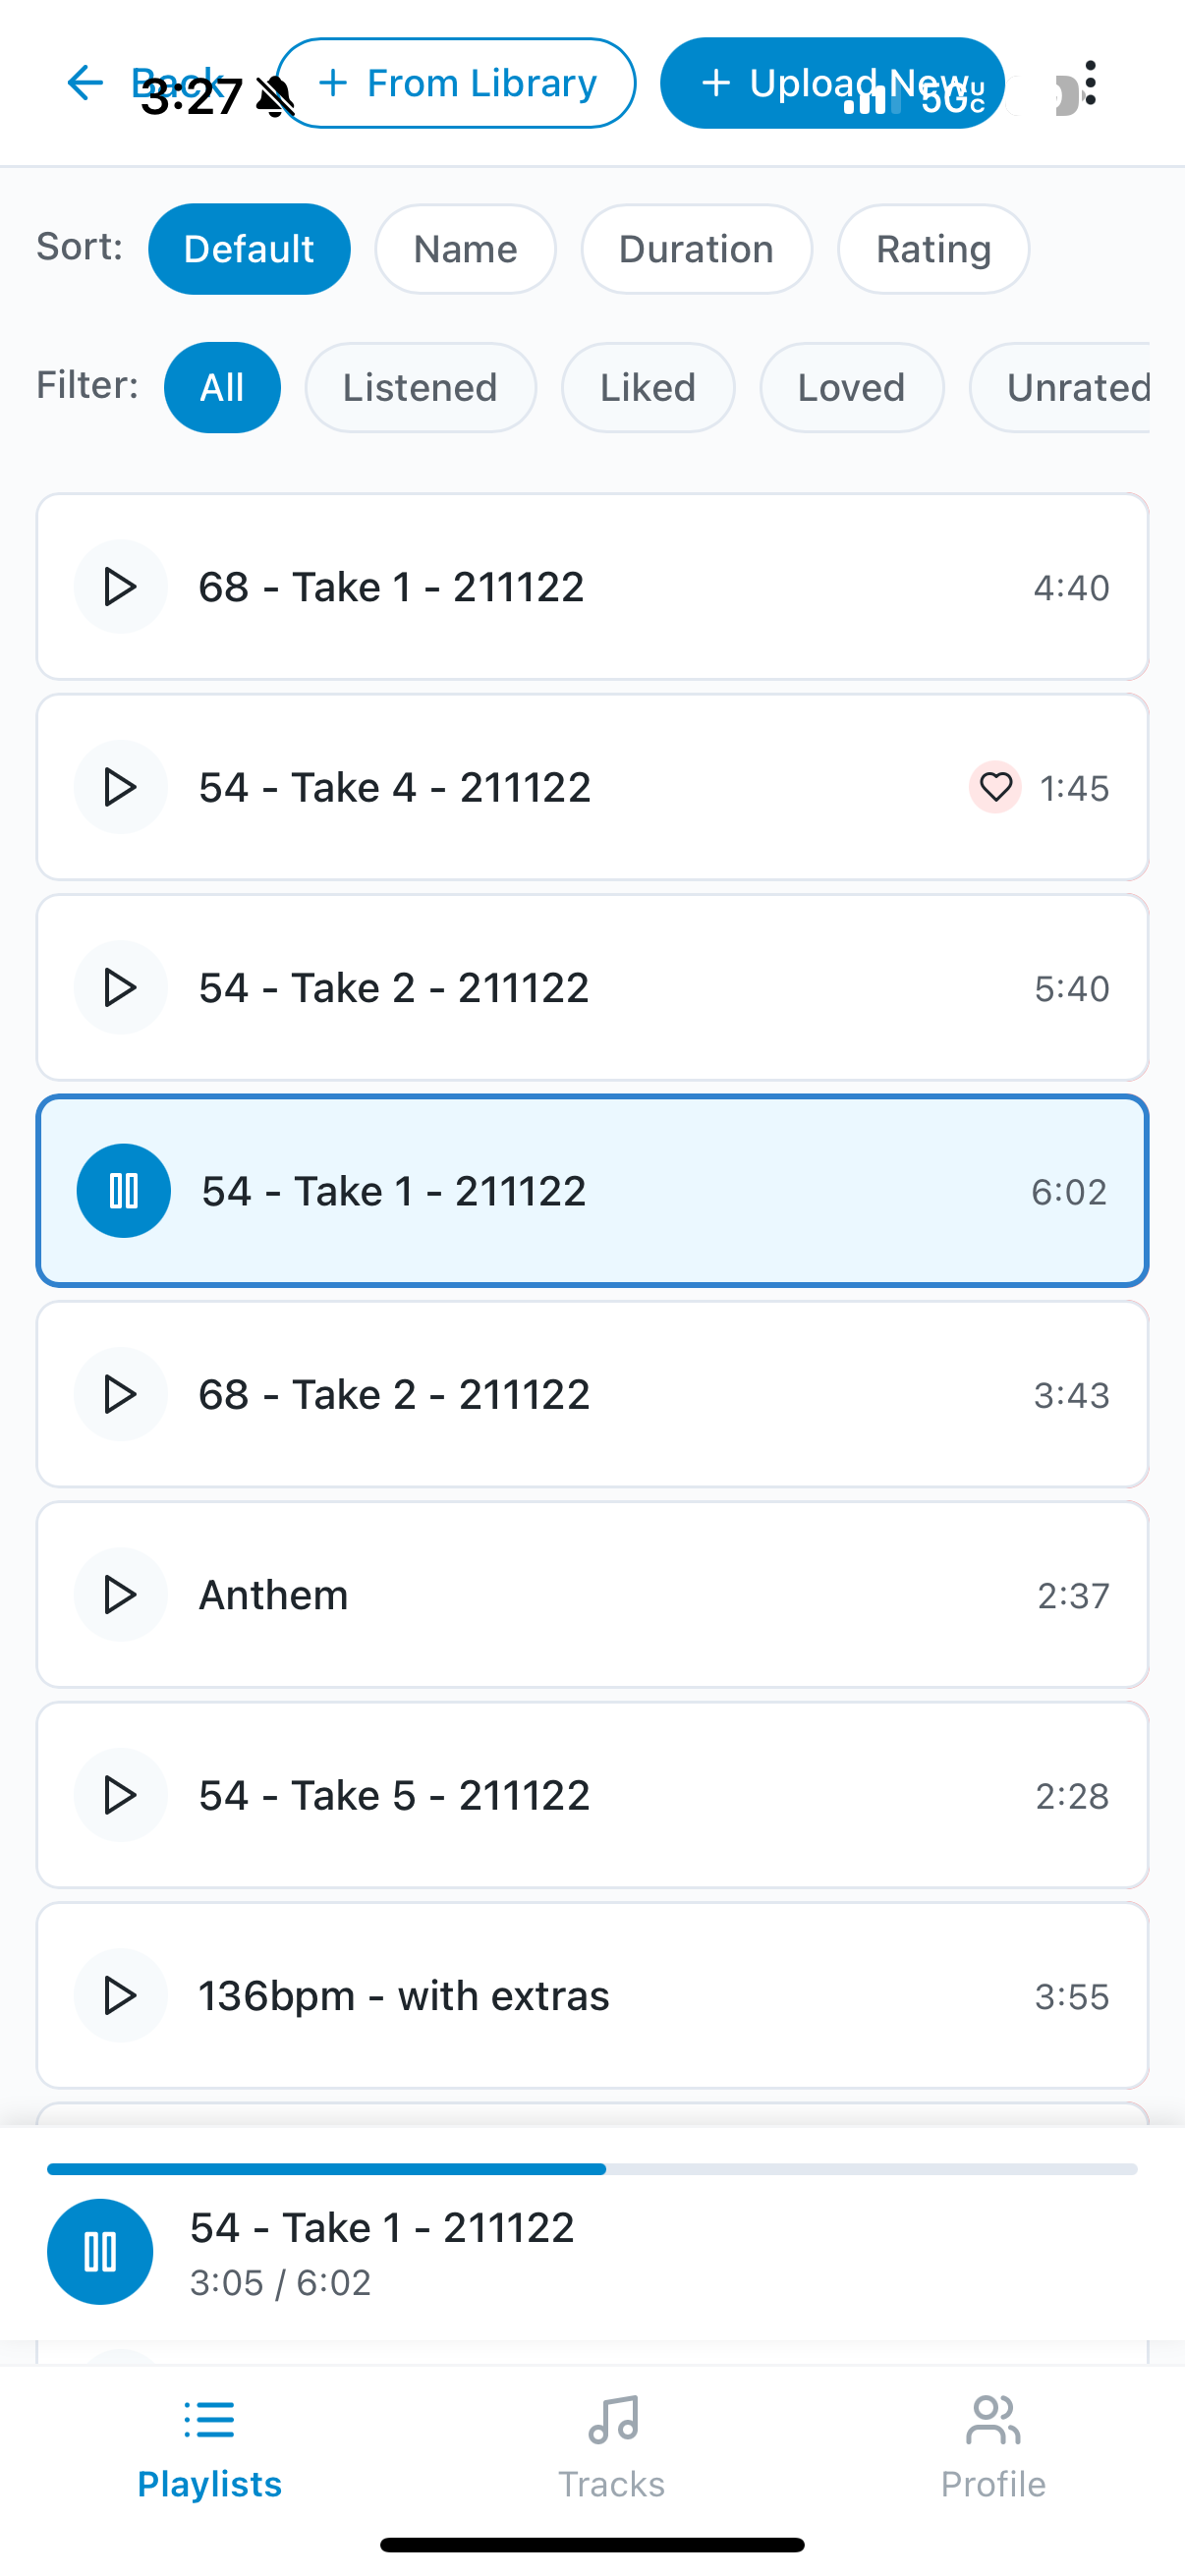 Back
3:27
+ From Library
+ Upload New
5G
UC
Sort:
Default
Name
Duration
Rating
Filter:
All
Listened
Liked
Loved
Unrated
68 - Take 1 - 211122
4:40
54 - Take 4 - 211122
1:45
54 - Take 2 - 211122
5:40
54 - Take 1 - 211122
6:02
68 - Take 2 - 211122
3:43
Anthem
2:37
54 - Take 5 - 211122
2:28
136bpm - with extras
3:55
54 - Take 1 - 211122
3:05 / 6:02
Playlists
Tracks
Profile